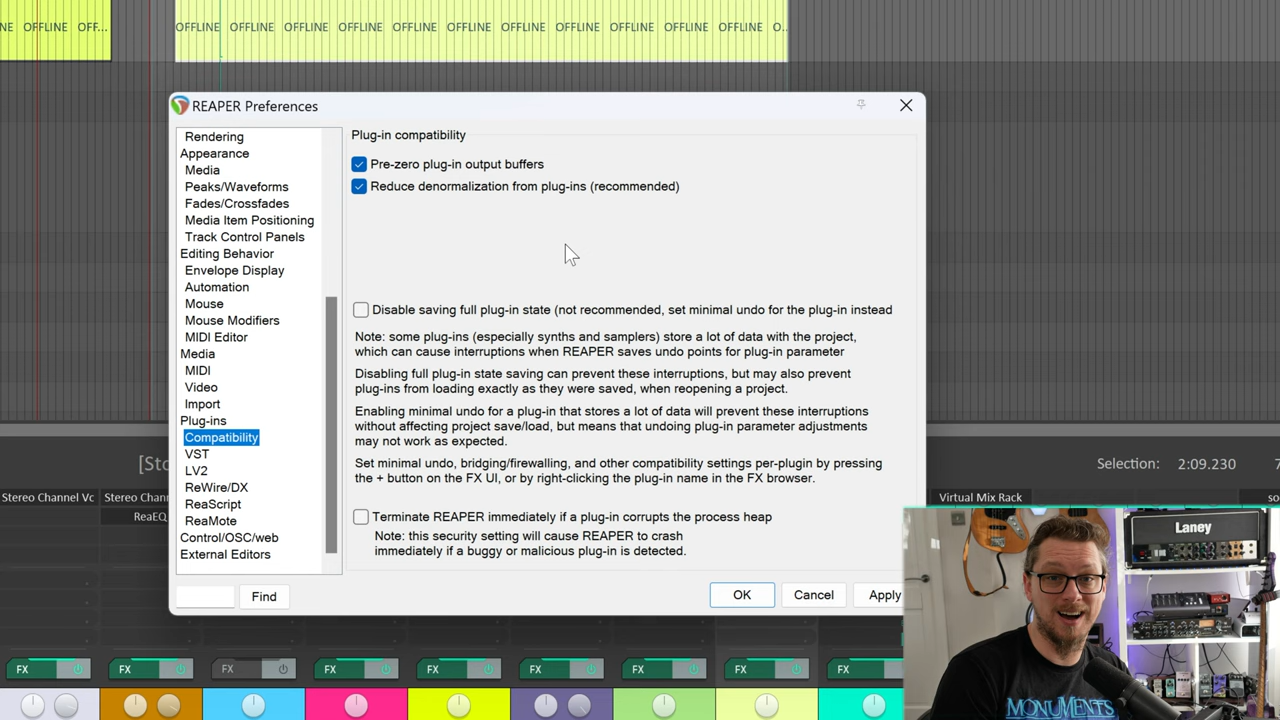 NE OFFLINE OFF...
OFFLINE OFFLINE OFFLINE OFFLINE OFFLINE OFFLINE OFFLINE OFFLINE OFFLINE OFFLINE OFFLINE O..
REAPER Preferences
Rendering
Appearance
Media
Peaks/Waveforms
Fades/Crossfades
Media Item Positioning
Track Control Panels
Editing Behavior
Envelope Display
Automation
Mouse
Mouse Modifiers
MIDI Editor
Media
MIDI
Video
Import
Plug-ins
Compatibility
VST
LV2
ReWire/DX
ReaScript
ReaMote
Control/OSC/web
External Editors
Find
Plug-in compatibility
Pre-zero plug-in output buffers
Reduce denormalization from plug-ins (recommended)
Disable saving full plug-in state (not recommended, set minimal undo for the plug-in instead
Note: some plug-ins (especially synths and samplers) store a lot of data with the project,
which can cause interruptions when REAPER saves undo points for plug-in parameter
Disabling full plug-in state saving can prevent these interruptions, but may also prevent
plug-ins from loading exactly as they were saved, when reopening a project.
Enabling minimal undo for a plug-in that stores a lot of data will prevent these interruptions
without affecting project save/load, but means that undoing plug-in parameter adjustments
may not work as expected.
Set minimal undo, bridging/firewalling, and other compatibility settings per-plugin by pressing
the + button on the FX UI, or by right-clicking the plug-in name in the FX browser.
Terminate REAPER immediately if a plug-in corrupts the process heap
Note: this security setting will cause REAPER to crash
immediately if a buggy or malicious plug-in is detected.
OK Cancel Apply
[Sto
Selection: 2:09.230 7
Stereo Channel Vc Stereo Chann
Virtual Mix Rack so
ReaEQ
Laney
FX FX FX FX FX FX FX FX FX
MONUMENTS